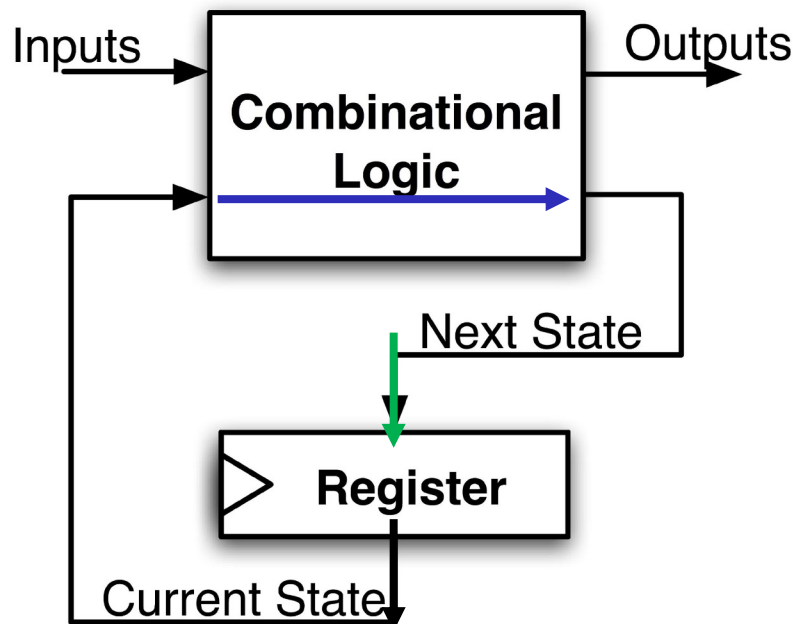 Inputs
Outputs
Combinational
Logic
Next State
Register
Current State